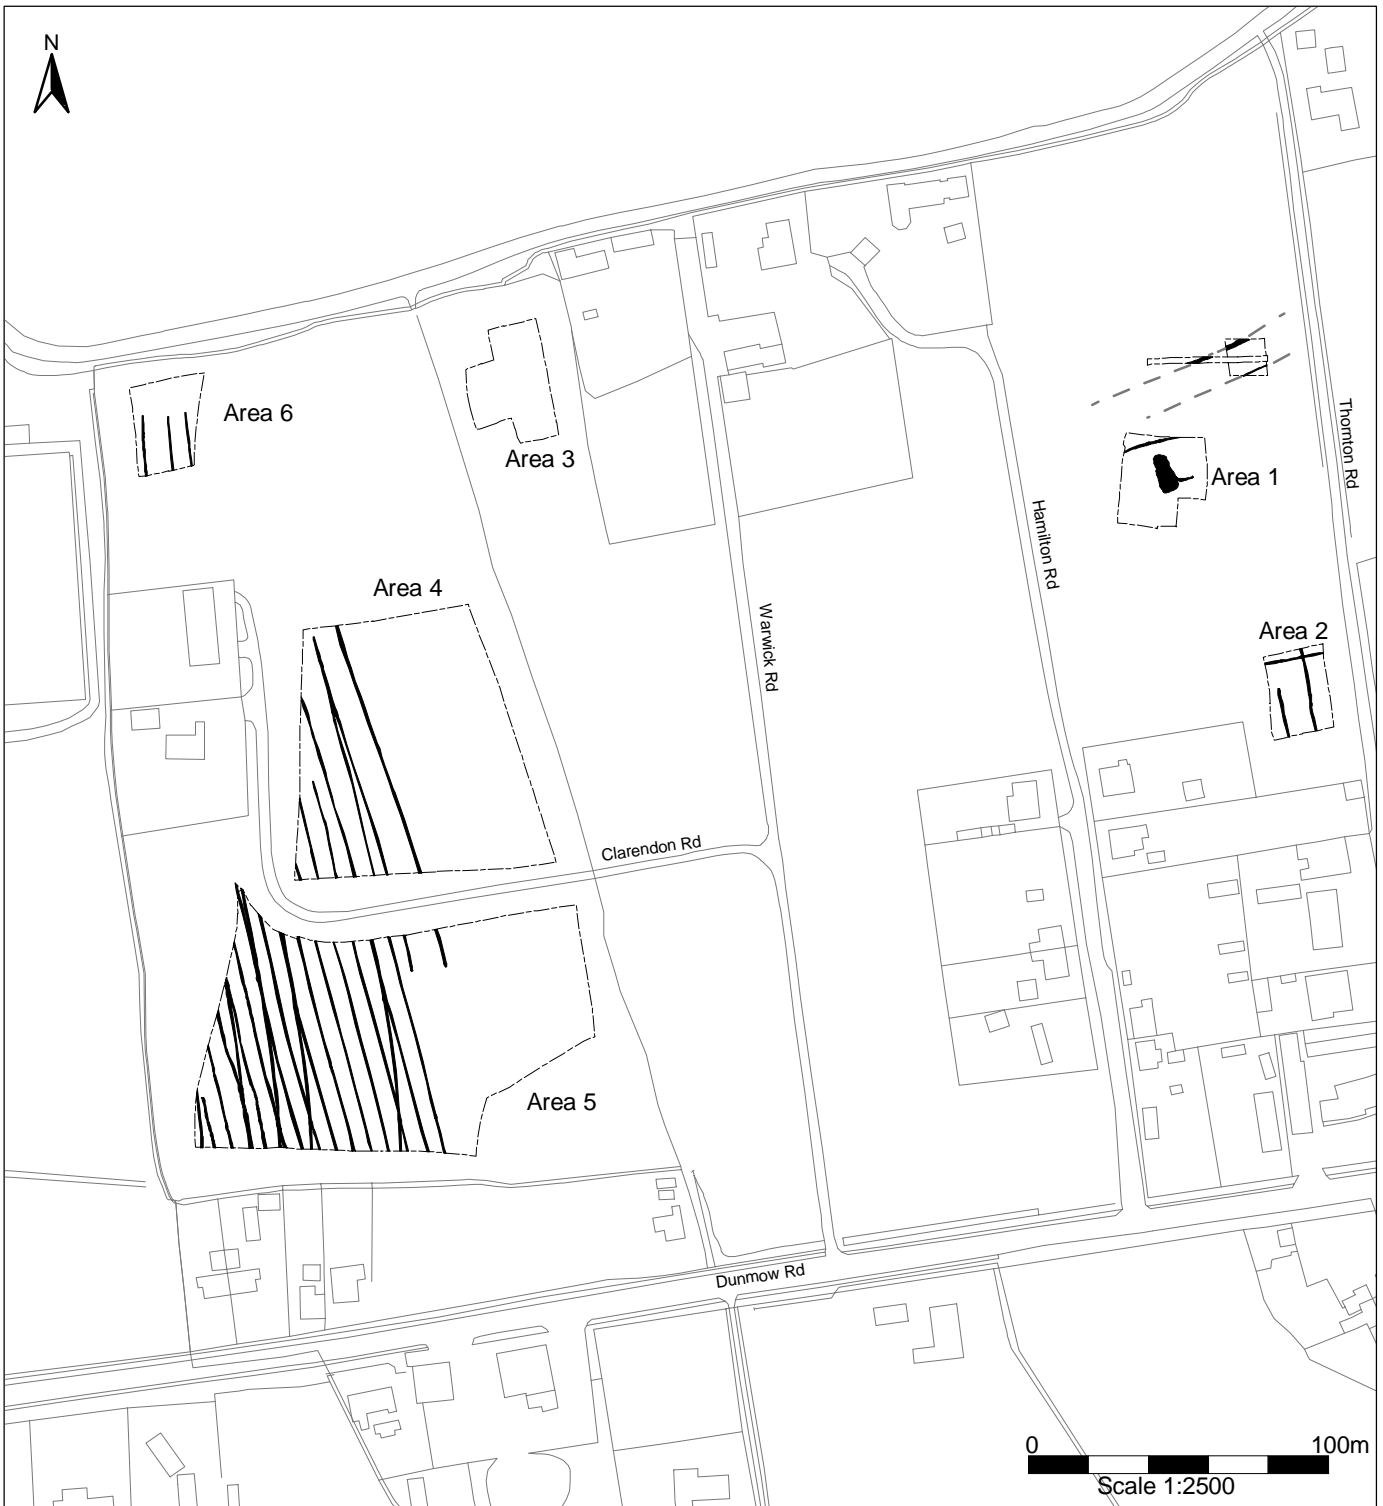 N
Area 6
Area 3
Area 1
Thornton Rd
Hamilton Rd
Area 4
Warwick Rd
Area 2
Clarendon Rd
Area 5
Dunmow Rd
0 100m
Scale 1:2500